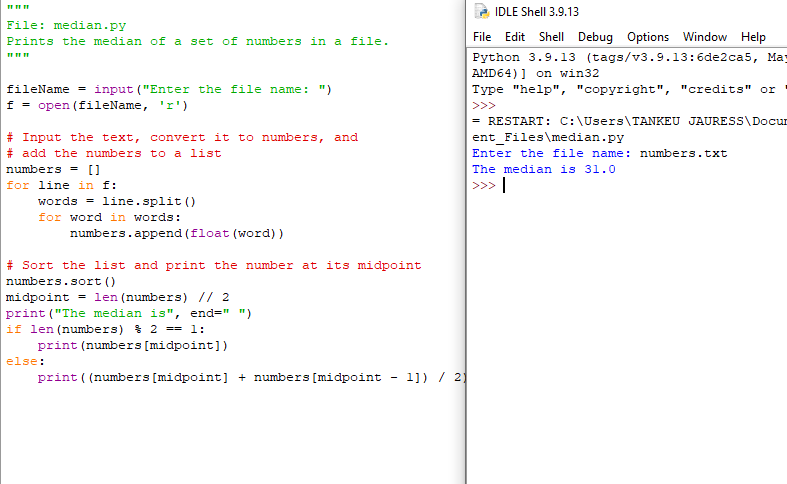 """
File: median.py
Prints the median of a set of numbers in a file.
"""
fileName = input("Enter the file name: ")
f = open(fileName, 'r')
# Input the text, convert it to numbers, and
# add the numbers to a list
numbers = []
for line in f:
    words = line.split()
    for word in words:
        numbers.append(float(word))
# Sort the list and print the number at its midpoint
numbers.sort()
midpoint = len(numbers) // 2
print("The median is", end=" ")
if len(numbers) % 2 == 1:
    print(numbers[midpoint])
else:
    print((numbers[midpoint] + numbers[midpoint - 1]) / 2)
IDLE Shell 3.9.13
File Edit Shell Debug Options Window Help
Python 3.9.13 (tags/v3.9.13:6de2ca5, May
AMD64)] on win32
Type "help", "copyright", "credits" or "
>>>
= RESTART: C:\Users\TANKEU JAURESS\Docum
ent_Files\median.py
Enter the file name: numbers.txt
The median is 31.0
>>>